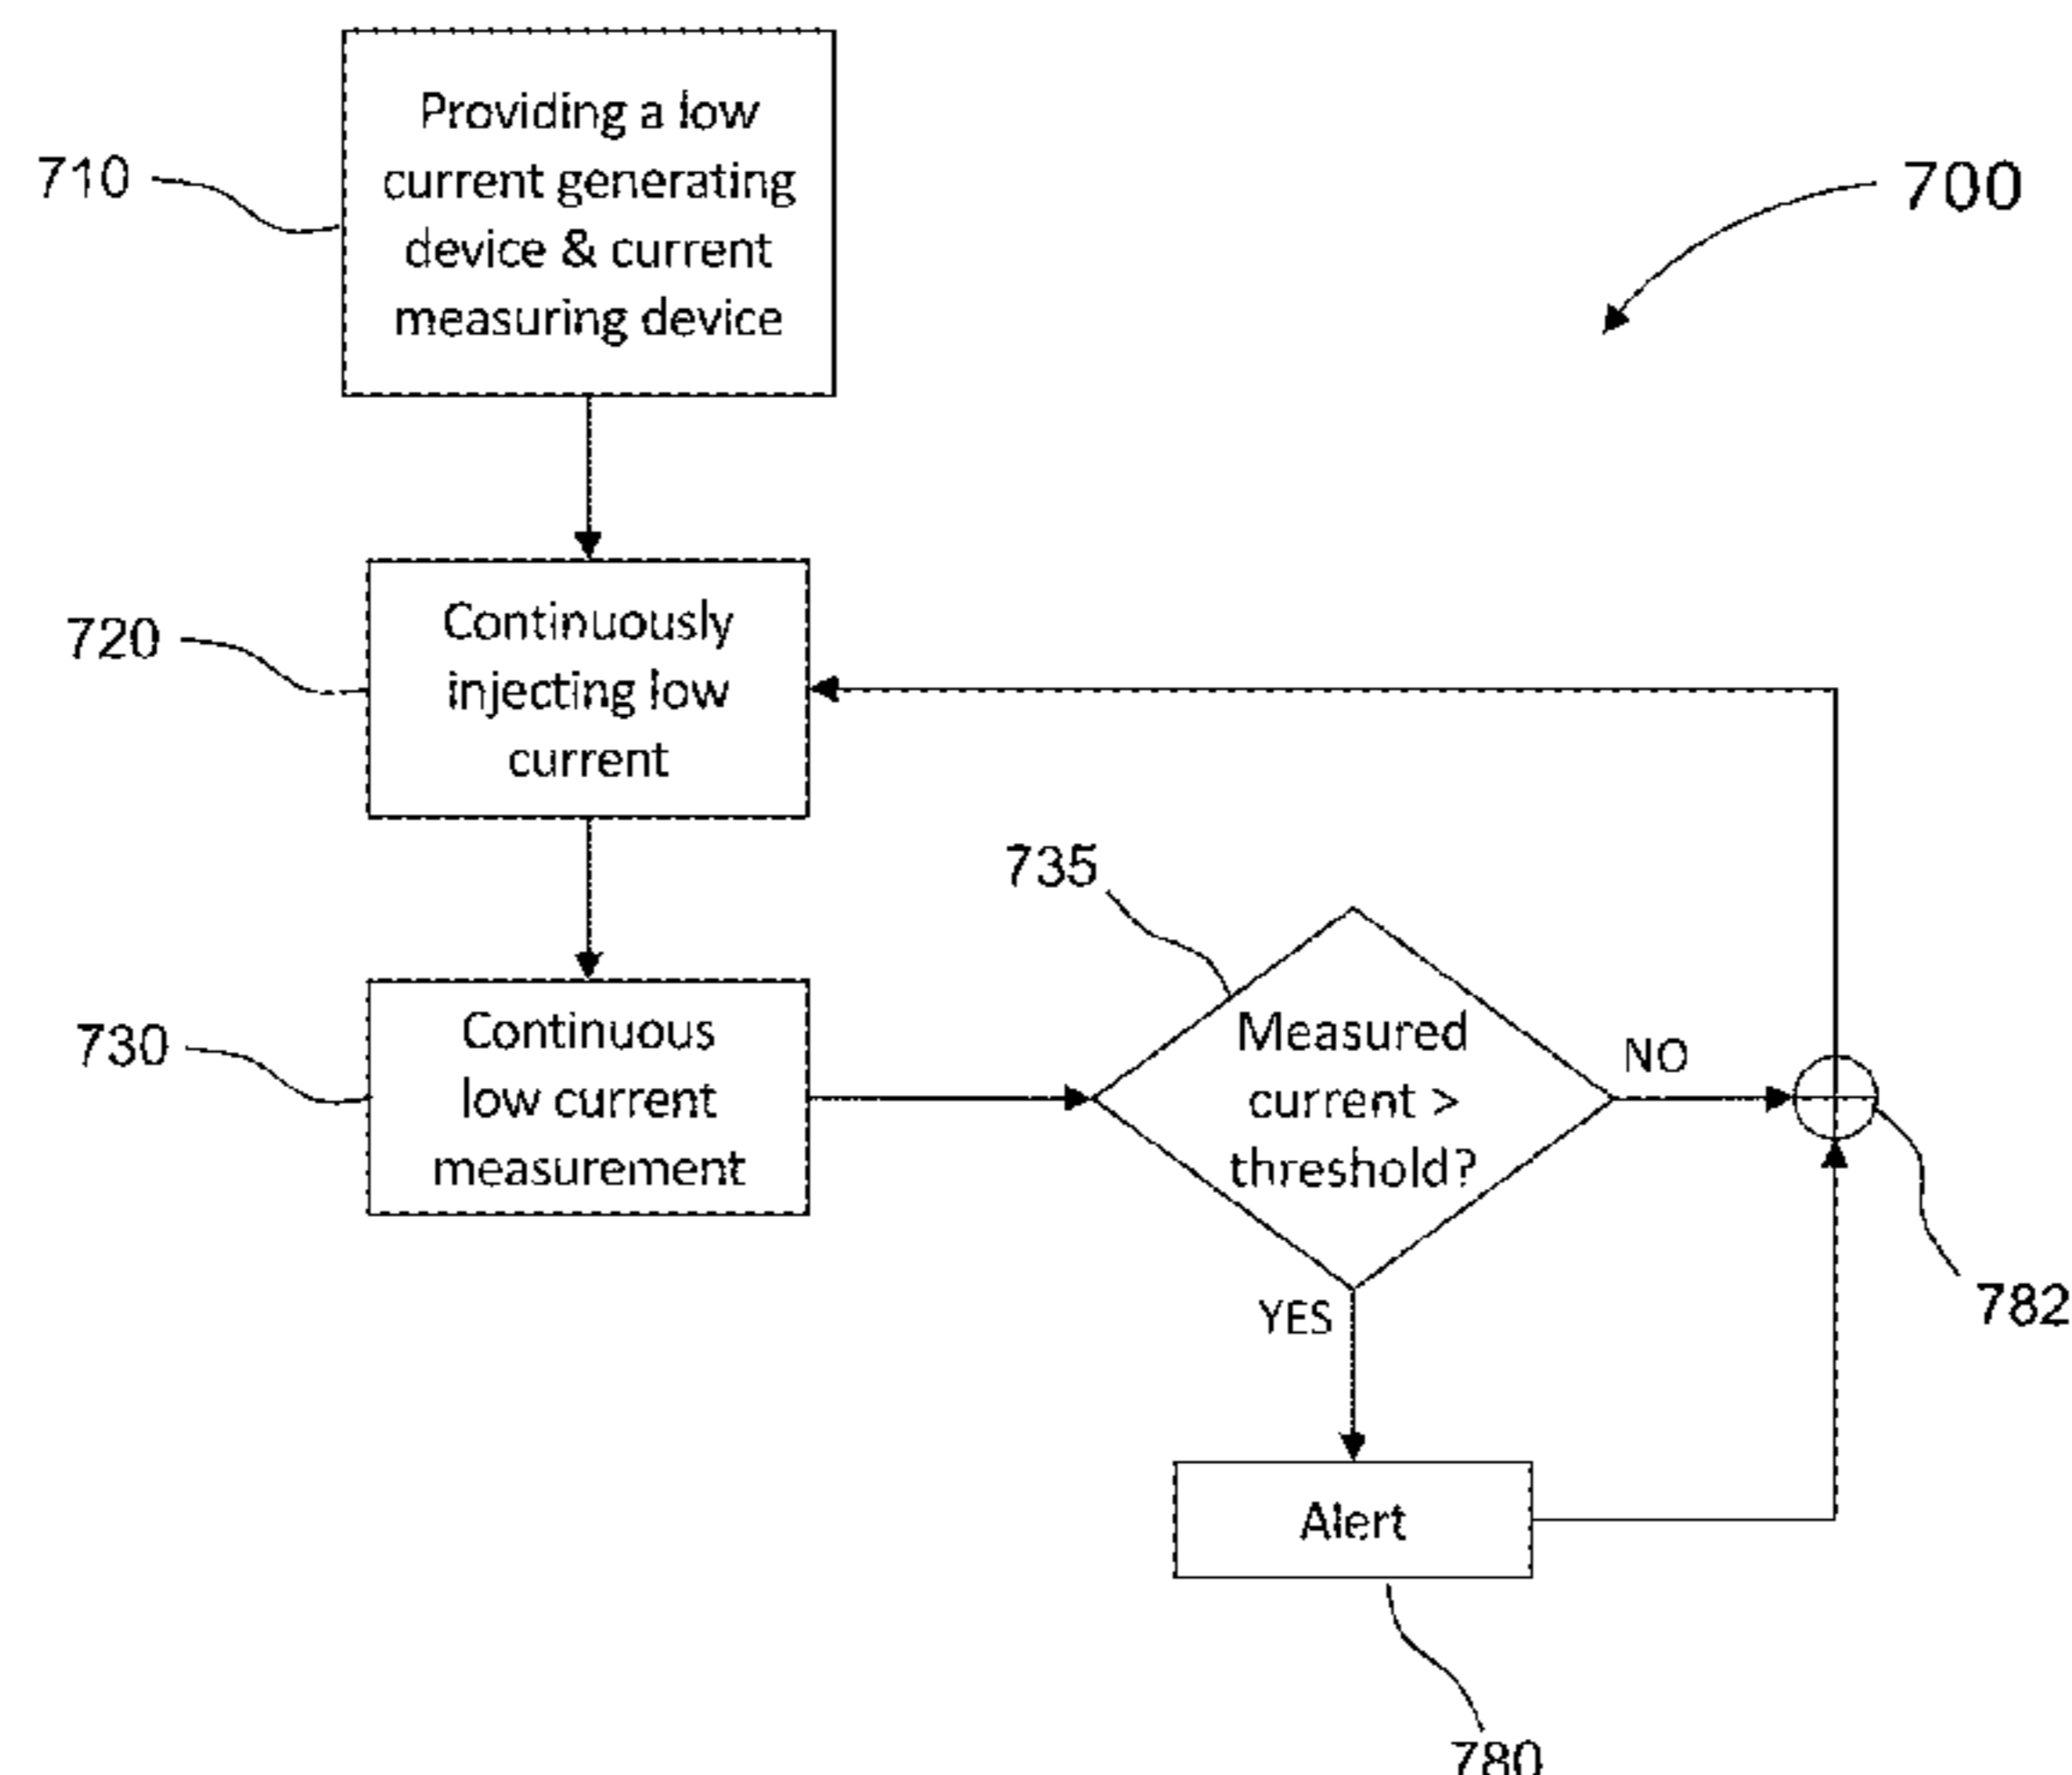 710
Providing a low
current generating
device & current
measuring device
700
720
Continuously
injecting low
current
735
730
Continuous
low current
measurement
Measured
current >
threshold?
NO
YES
782
Alert
780